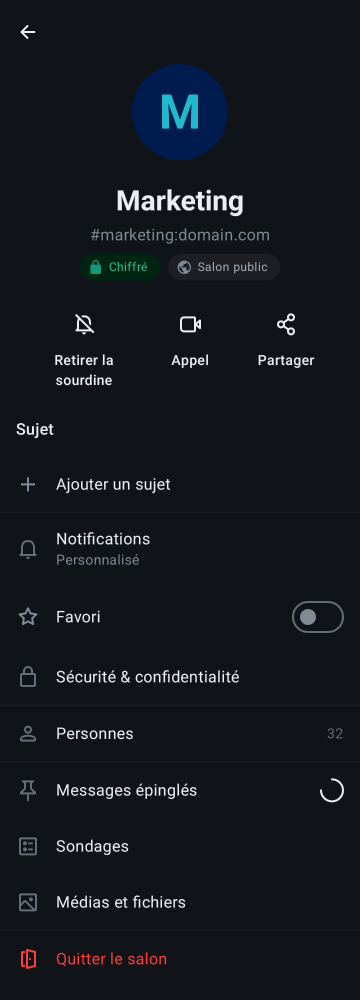 M
Marketing
#marketing:domain.com
Chiffré
Salon public
Retirer la
sourdine
Appel
Partager
Sujet
Ajouter un sujet
Notifications
Personnalisé
Favori
Sécurité & confidentialité
Personnes
32
Messages épinglés
Sondages
Médias et fichiers
Quitter le salon